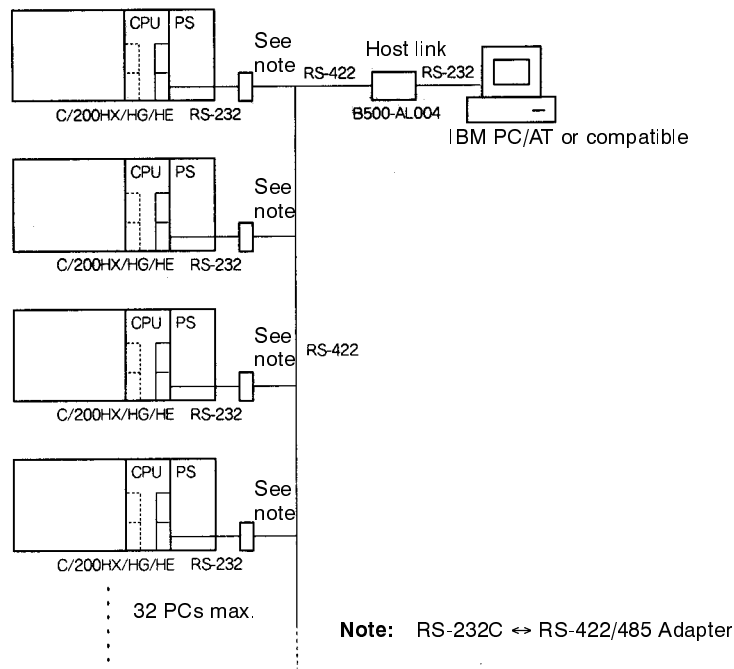 CPU PS
See
note
RS-422
Host link
RS-232
B500-AL004
C/200HX/HG/HE RS-232
IBM PC/AT or compatible
CPU PS
See
note
C/200HX/HG/HE RS-232
CPU PS
See
note
RS-422
C/200HX/HG/HE RS-232
CPU PS
See
note
C/200HX/HG/HE RS-232
32 PCs max.
Note: RS-232C ↔ RS-422/485 Adapter